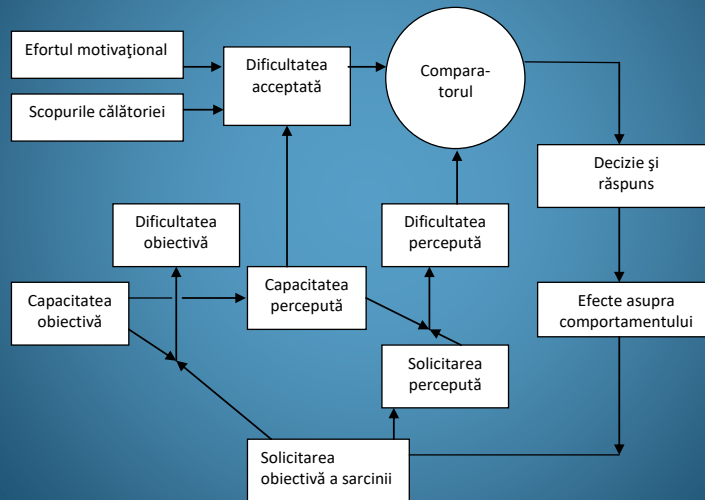 Efortul motivaţional
Dificultatea
acceptată
Compara-
torul
Scopurile călătoriei
Decizie şi
răspuns
Dificultatea
obiectivă
Dificultatea
percepută
Capacitatea
obiectivă
Capacitatea
percepută
Efecte asupra
comportamentului
Solicitarea
percepută
Solicitarea
obiectivă a sarcinii